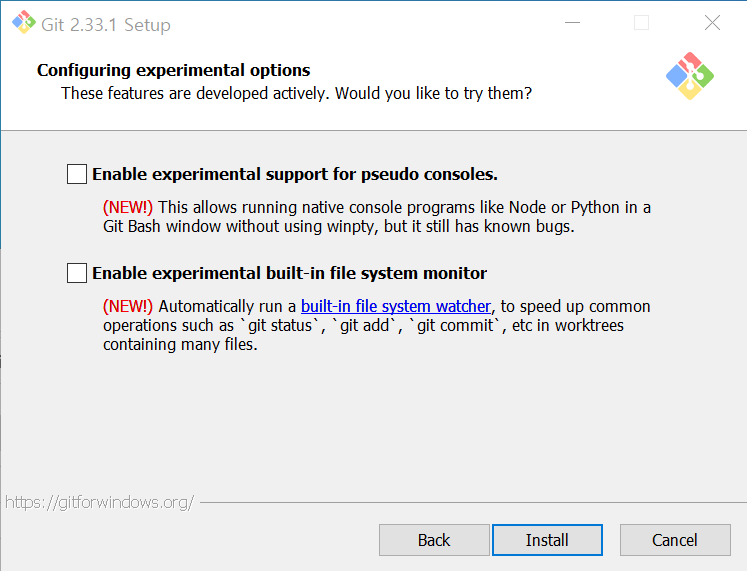 Git 2.33.1 Setup
Configuring experimental options
These features are developed actively. Would you like to try them?
Enable experimental support for pseudo consoles.
(NEW!) This allows running native console programs like Node or Python in a
Git Bash window without using winpty, but it still has known bugs.
Enable experimental built-in file system monitor
(NEW!) Automatically run a built-in file system watcher, to speed up common
operations such as `git status`, `git add`, `git commit`, etc in worktrees
containing many files.
https://gitforwindows.org/
Back
Install
Cancel